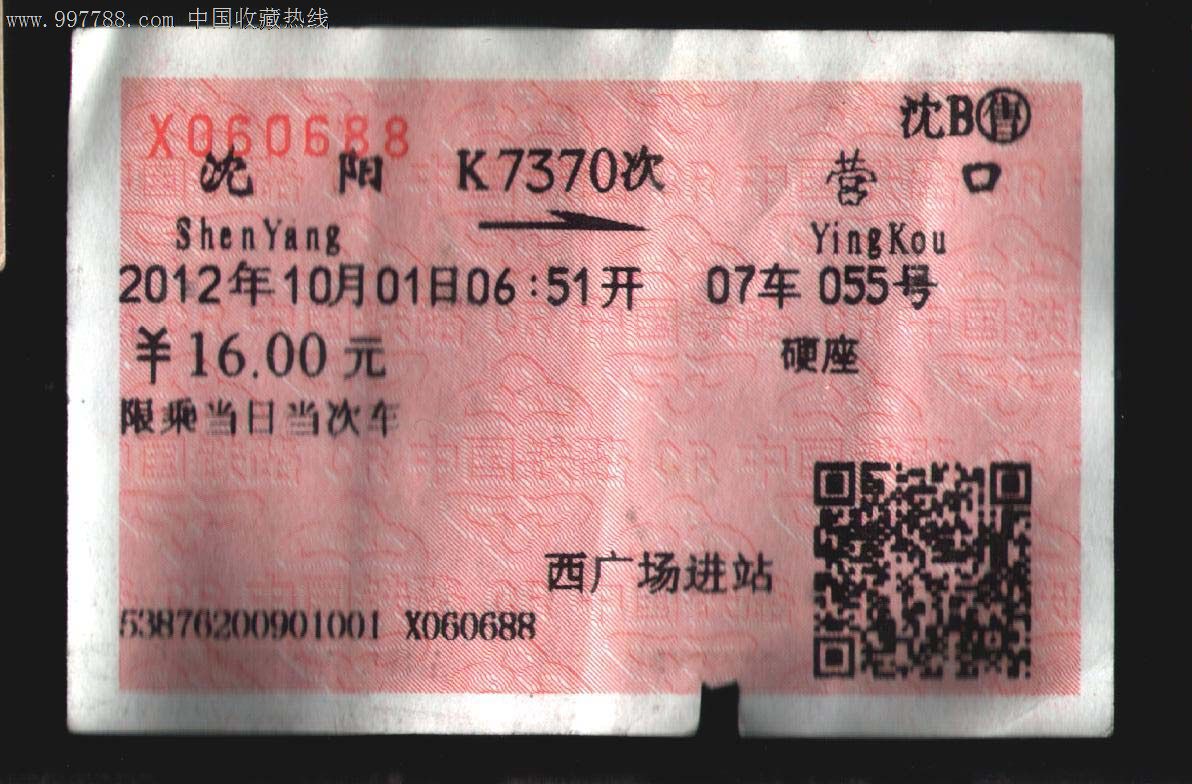 www.997788.com 中国收藏热线
沈B售
X060688
沈阳 K7370次 营口
ShenYang YingKou
2012年10月01日06:51开 07车 055号
¥16.00元 硬座
限乘当日当次车
西广场进站
53876200901001 X060688